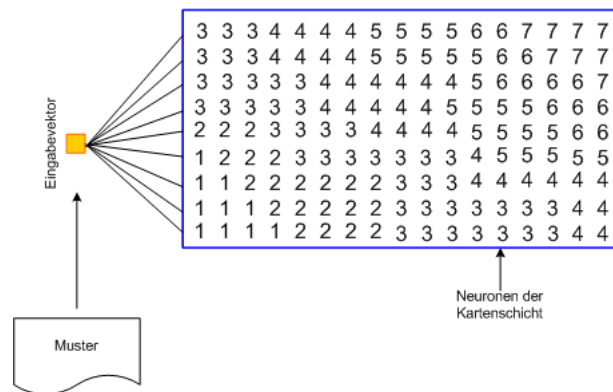 3 3 3 4 4 4 4 5 5 5 5 6 6 7 7 7 7
3 3 3 4 4 4 4 5 5 5 5 5 6 6 7 7 7
3 3 3 3 4 4 4 4 4 4 4 5 6 6 6 6 7
3 3 3 3 3 4 4 4 4 4 5 5 5 5 6 6 6
2 2 2 3 3 3 3 4 4 4 4 5 5 5 5 6 6
1 2 2 2 3 3 3 3 3 3 3 4 5 5 5 5 5
1 1 2 2 2 2 2 2 3 3 3 4 4 4 4 4 4
1 1 1 2 2 2 2 2 3 3 3 3 3 3 3 4 4
1 1 1 1 2 2 2 2 3 3 3 3 3 3 3 4 4
Eingabevektor
Neuronen der
Kartenschicht
Muster